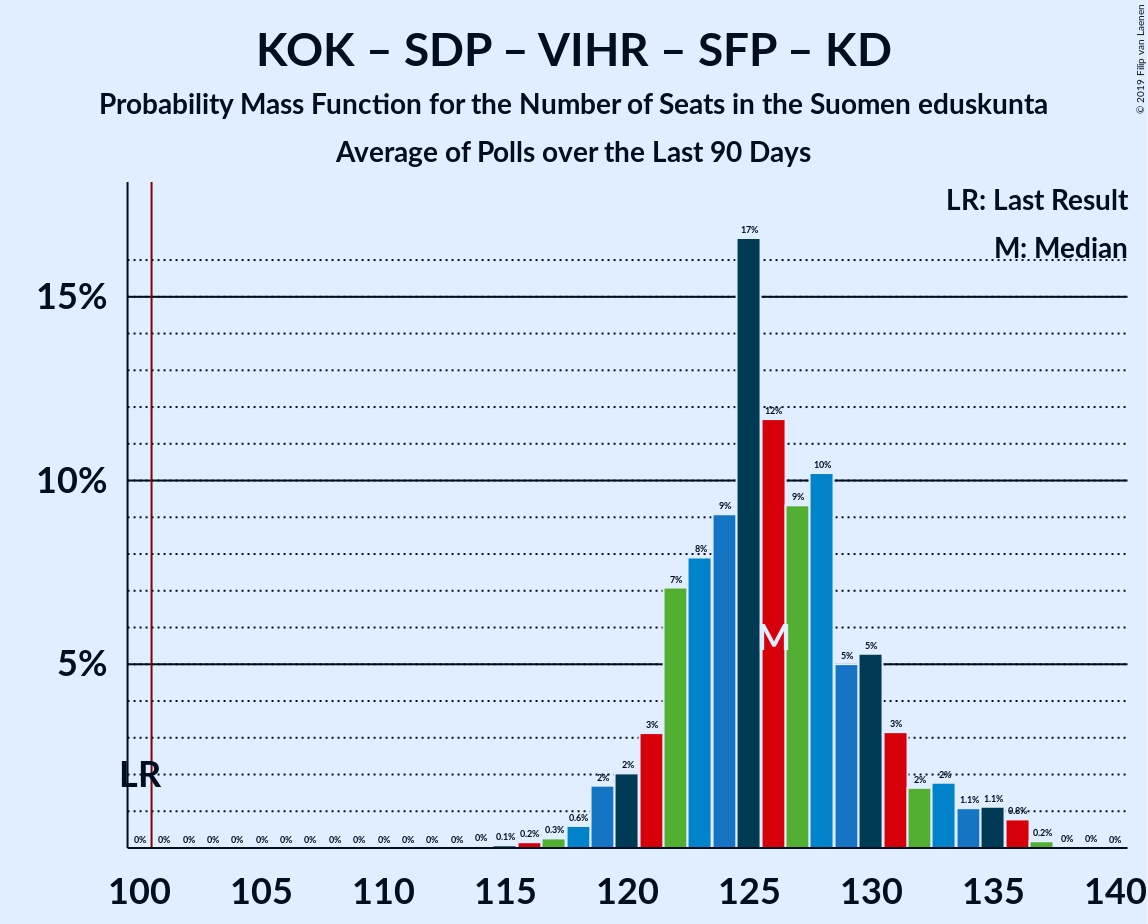 KOK – SDP – VIHR – SFP – KD
Probability Mass Function for the Number of Seats in the Suomen eduskunta
Average of Polls over the Last 90 Days
© 2019 Filip van Laenen
LR: Last Result
M: Median
15%
10%
5%
17%
12%
10%
9%
9%
8%
7%
5%
5%
3%
3%
2%
2%
2%
2%
1.1%
1.1%
0.8%
0.6%
0.3%
0.2%
0.1%
0.2%
0% 0% 0% 0% 0% 0% 0% 0% 0% 0% 0% 0% 0% 0% 0% 0% 0% 0%
M
LR
100 105 110 115 120 125 130 135 140